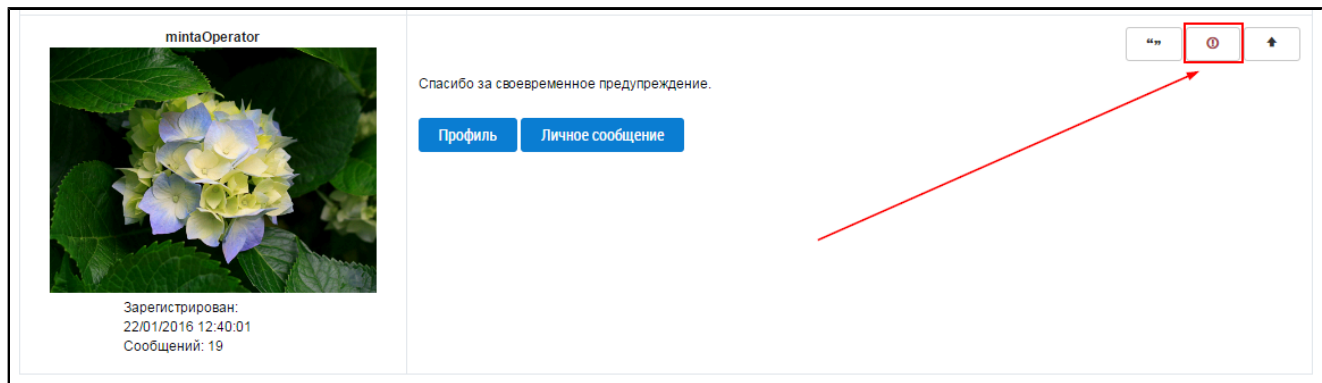 mintaOperator
“”
Спасибо за своевременное предупреждение.
Профиль
Личное сообщение
Зарегистрирован:
22/01/2016 12:40:01
Сообщений: 19